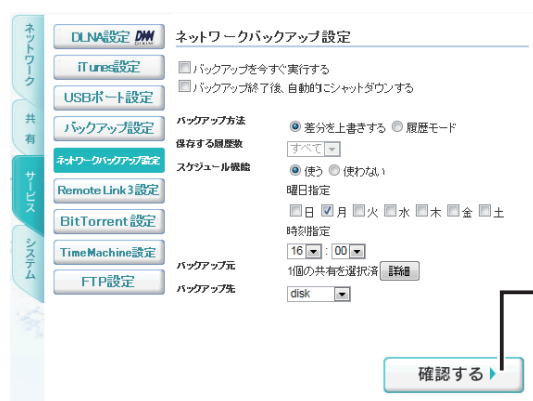 ネットワーク
共有
サービス
システム
DLNA設定
iTunes設定
USBポート設定
バックアップ設定
ネットワークバックアップ設定
RemoteLink3設定
BitTorrent設定
TimeMachine設定
FTP設定
ネットワークバックアップ設定
バックアップを今すぐ実行する
バックアップ終了後、自動的にシャットダウンする
バックアップ方法 差分を上書きする 履歴モード
保存する履歴数 すべて
スケジュール機能 使う 使わない
曜日指定
日 月 火 水 木 金 土
時刻指定
16 : 00
バックアップ元 1個の共有を選択済 詳細
バックアップ先 disk
確認する